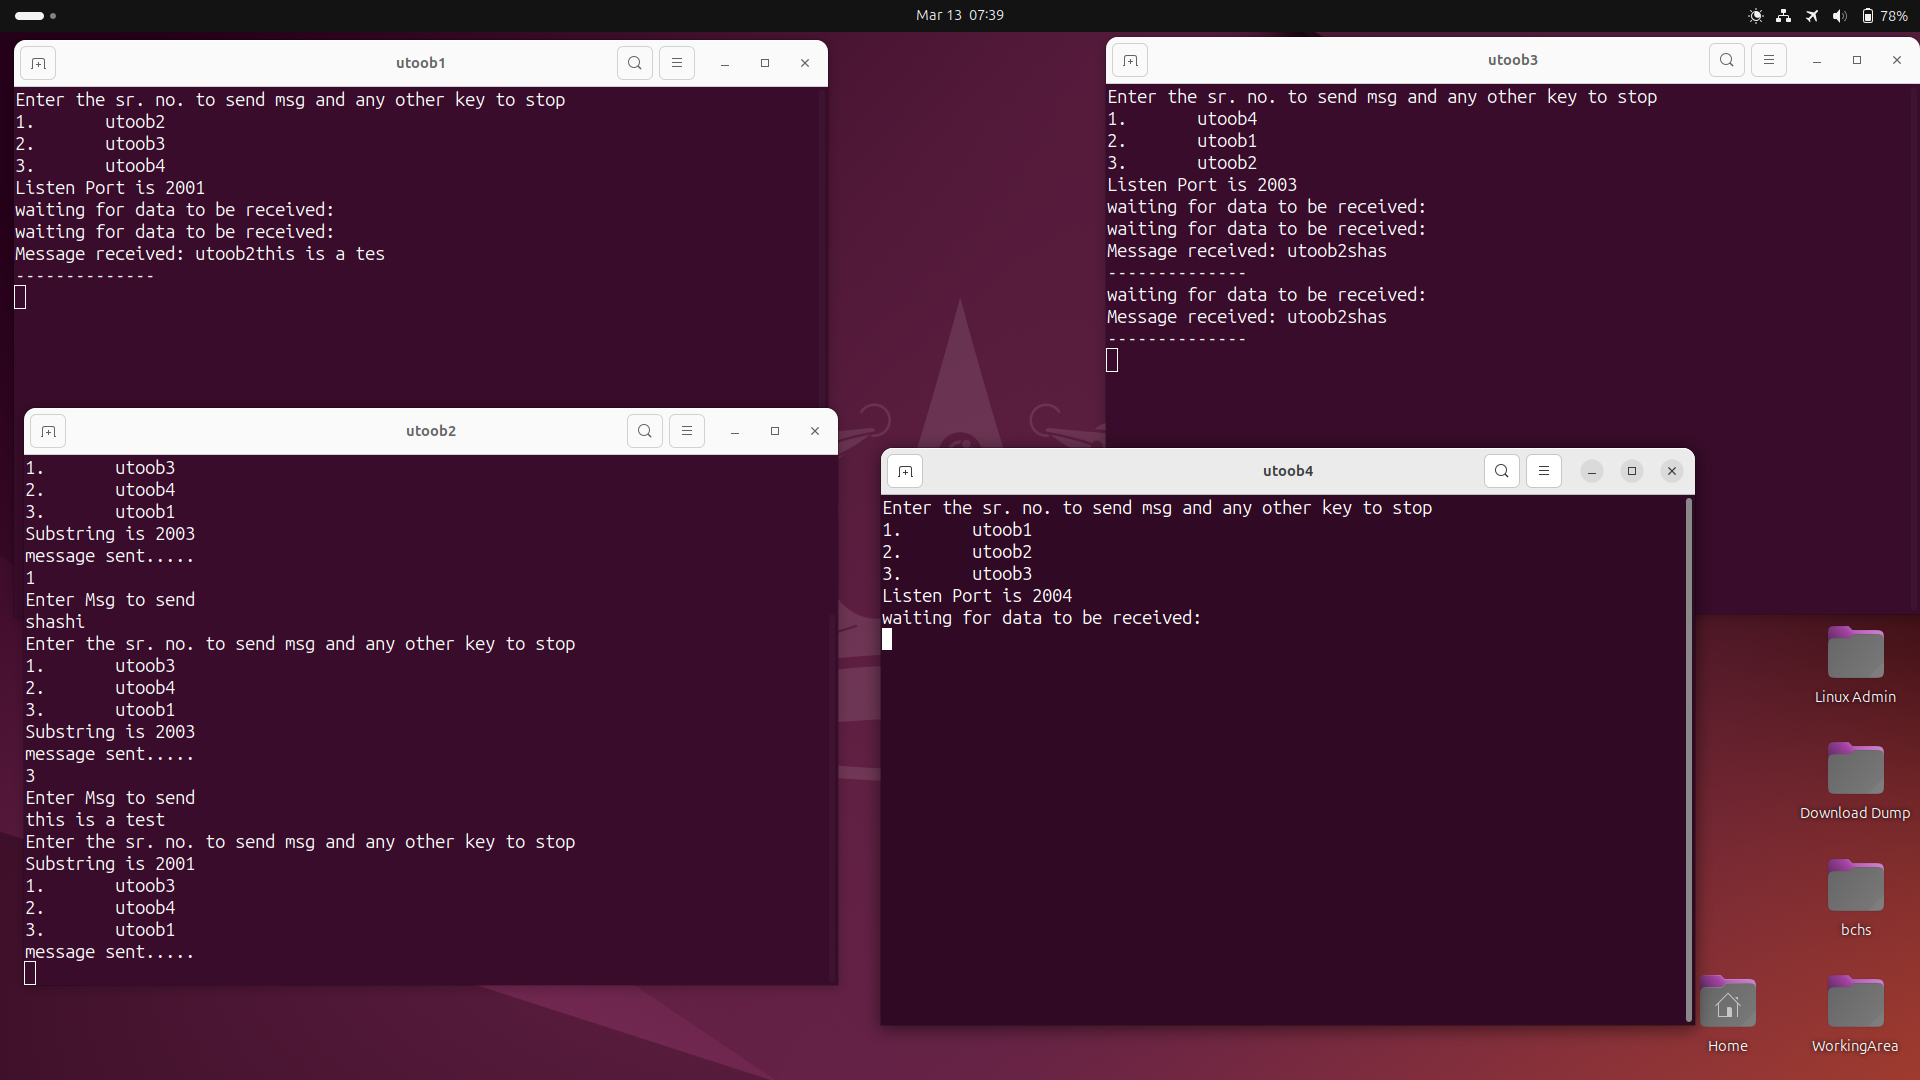 Mar 13 07:39
78%
utoob1
Enter the sr. no. to send msg and any other key to stop
1. utoob2
2. utoob3
3. utoob4
Listen Port is 2001
waiting for data to be received:
waiting for data to be received:
Message received: utoob2this is a tes
--------------
utoob3
Enter the sr. no. to send msg and any other key to stop
1. utoob4
2. utoob1
3. utoob2
Listen Port is 2003
waiting for data to be received:
waiting for data to be received:
Message received: utoob2shas
--------------
waiting for data to be received:
Message received: utoob2shas
--------------
utoob2
1. utoob3
2. utoob4
3. utoob1
Substring is 2003
message sent.....
1
Enter Msg to send
shashi
Enter the sr. no. to send msg and any other key to stop
1. utoob3
2. utoob4
3. utoob1
Substring is 2003
message sent.....
3
Enter Msg to send
this is a test
Enter the sr. no. to send msg and any other key to stop
Substring is 2001
1. utoob3
2. utoob4
3. utoob1
message sent.....
utoob4
Enter the sr. no. to send msg and any other key to stop
1. utoob1
2. utoob2
3. utoob3
Listen Port is 2004
waiting for data to be received:
Linux Admin
Download Dump
bchs
Home
WorkingArea